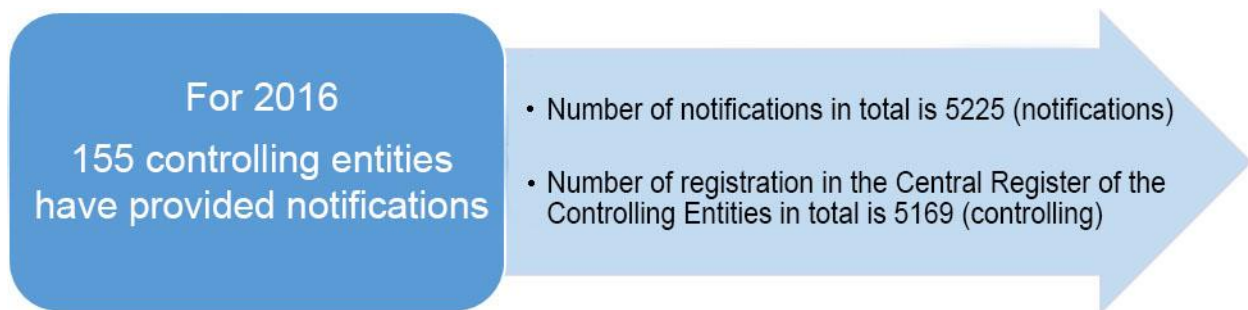 For 2016
155 controlling entities
have provided notifications
• Number of notifications in total is 5225 (notifications)
• Number of registration in the Central Register of the
Controlling Entities in total is 5169 (controlling)